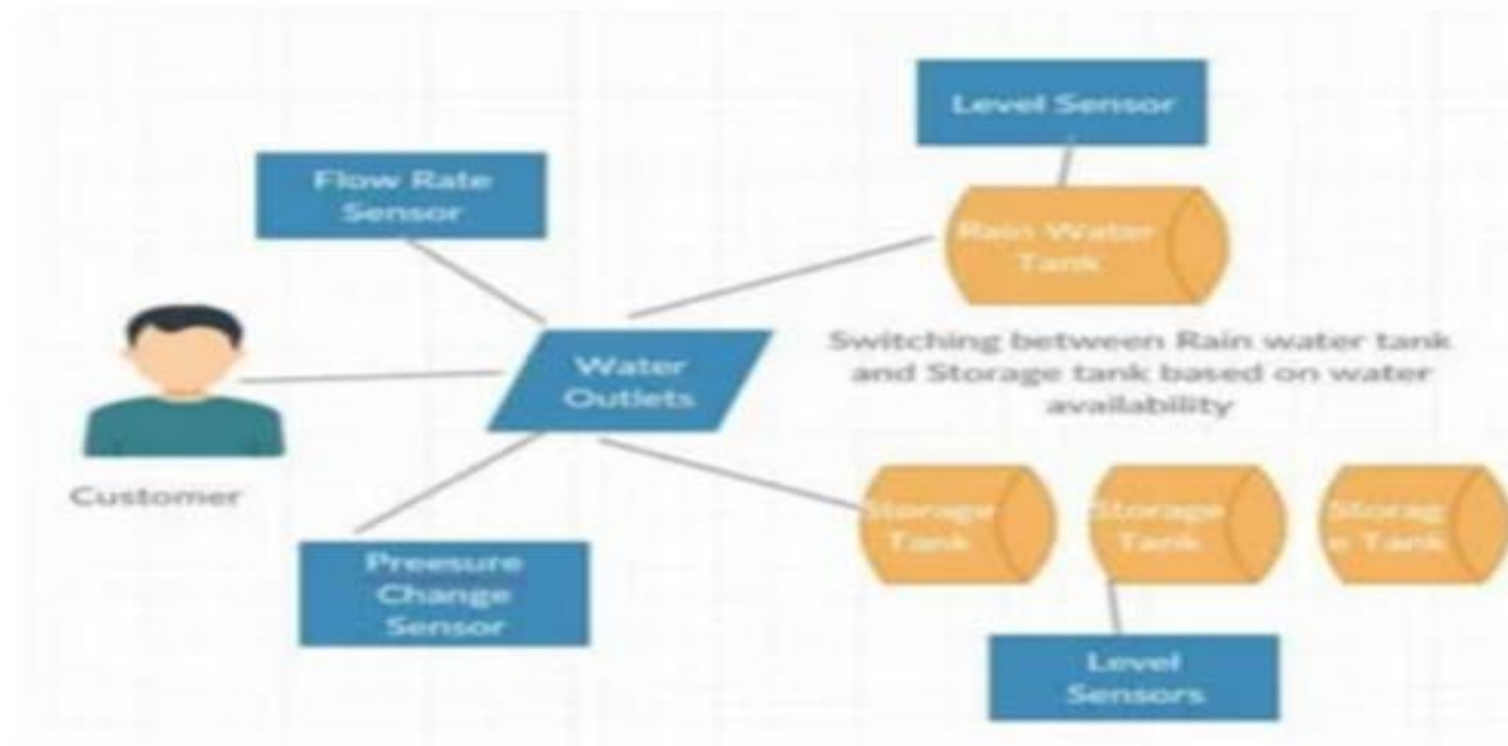 Level Sensor
Flow Rate
Sensor
Rain Water
Tank
Switching between Rain water tank
and Storage tank based on water
availability
Water
Outlets
Customer
Storage
Tank
Storage
Tank
Storag
e Tank
Preesure
Change
Sensor
Level
Sensors